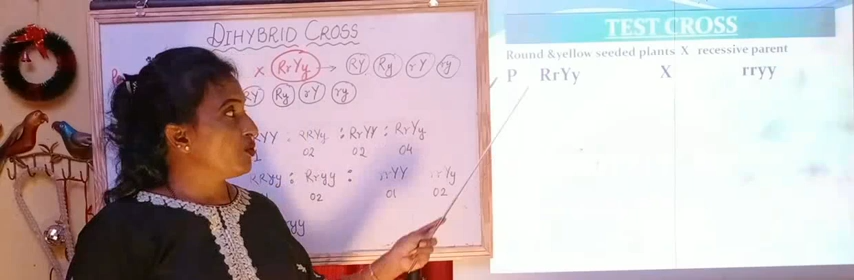 DIHYBRID CROSS
X RrYy → RY Ry rY ry
RY Ry rY ry
RRYy : RrYY : RrYy
02 02 04
RRyy : Rryy : rrYY rrYy
02 01 02
TEST CROSS
Round &yellow seeded plants X recessive parent
P RrYy X rryy